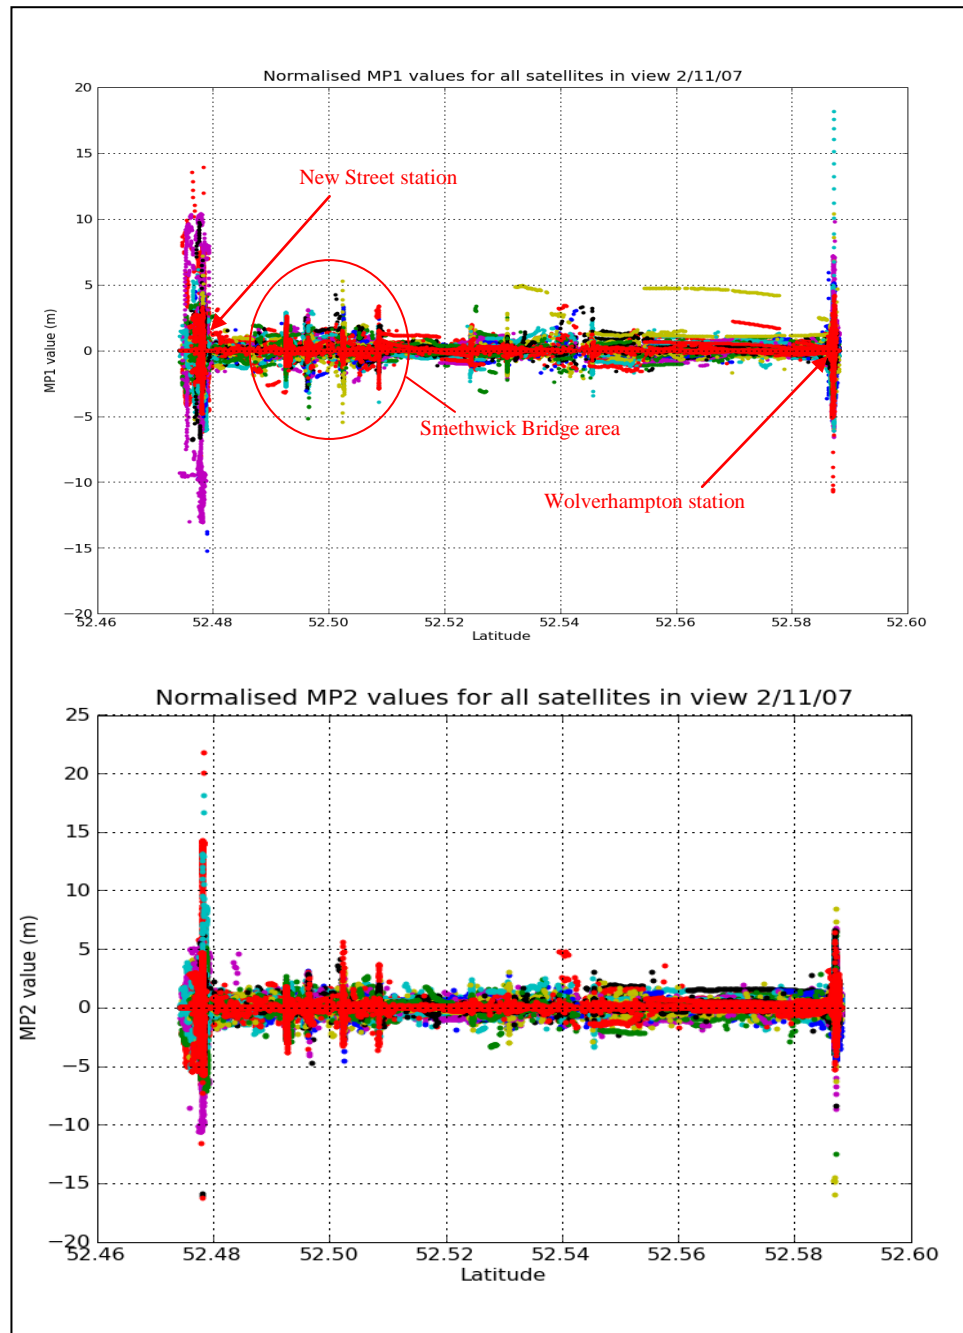 Normalised MP1 values for all satellites in view 2/11/07
20
15
10
5
0
−5
−10
−15
−20
MP1 value (m)
New Street station
Smethwick Bridge area
Wolverhampton station
52.46 52.48 52.50 52.52 52.54 52.56 52.58 52.60
Latitude
Normalised MP2 values for all satellites in view 2/11/07
25
20
15
10
5
0
−5
−10
−15
−20
MP2 value (m)
52.46 52.48 52.50 52.52 52.54 52.56 52.58 52.60
Latitude